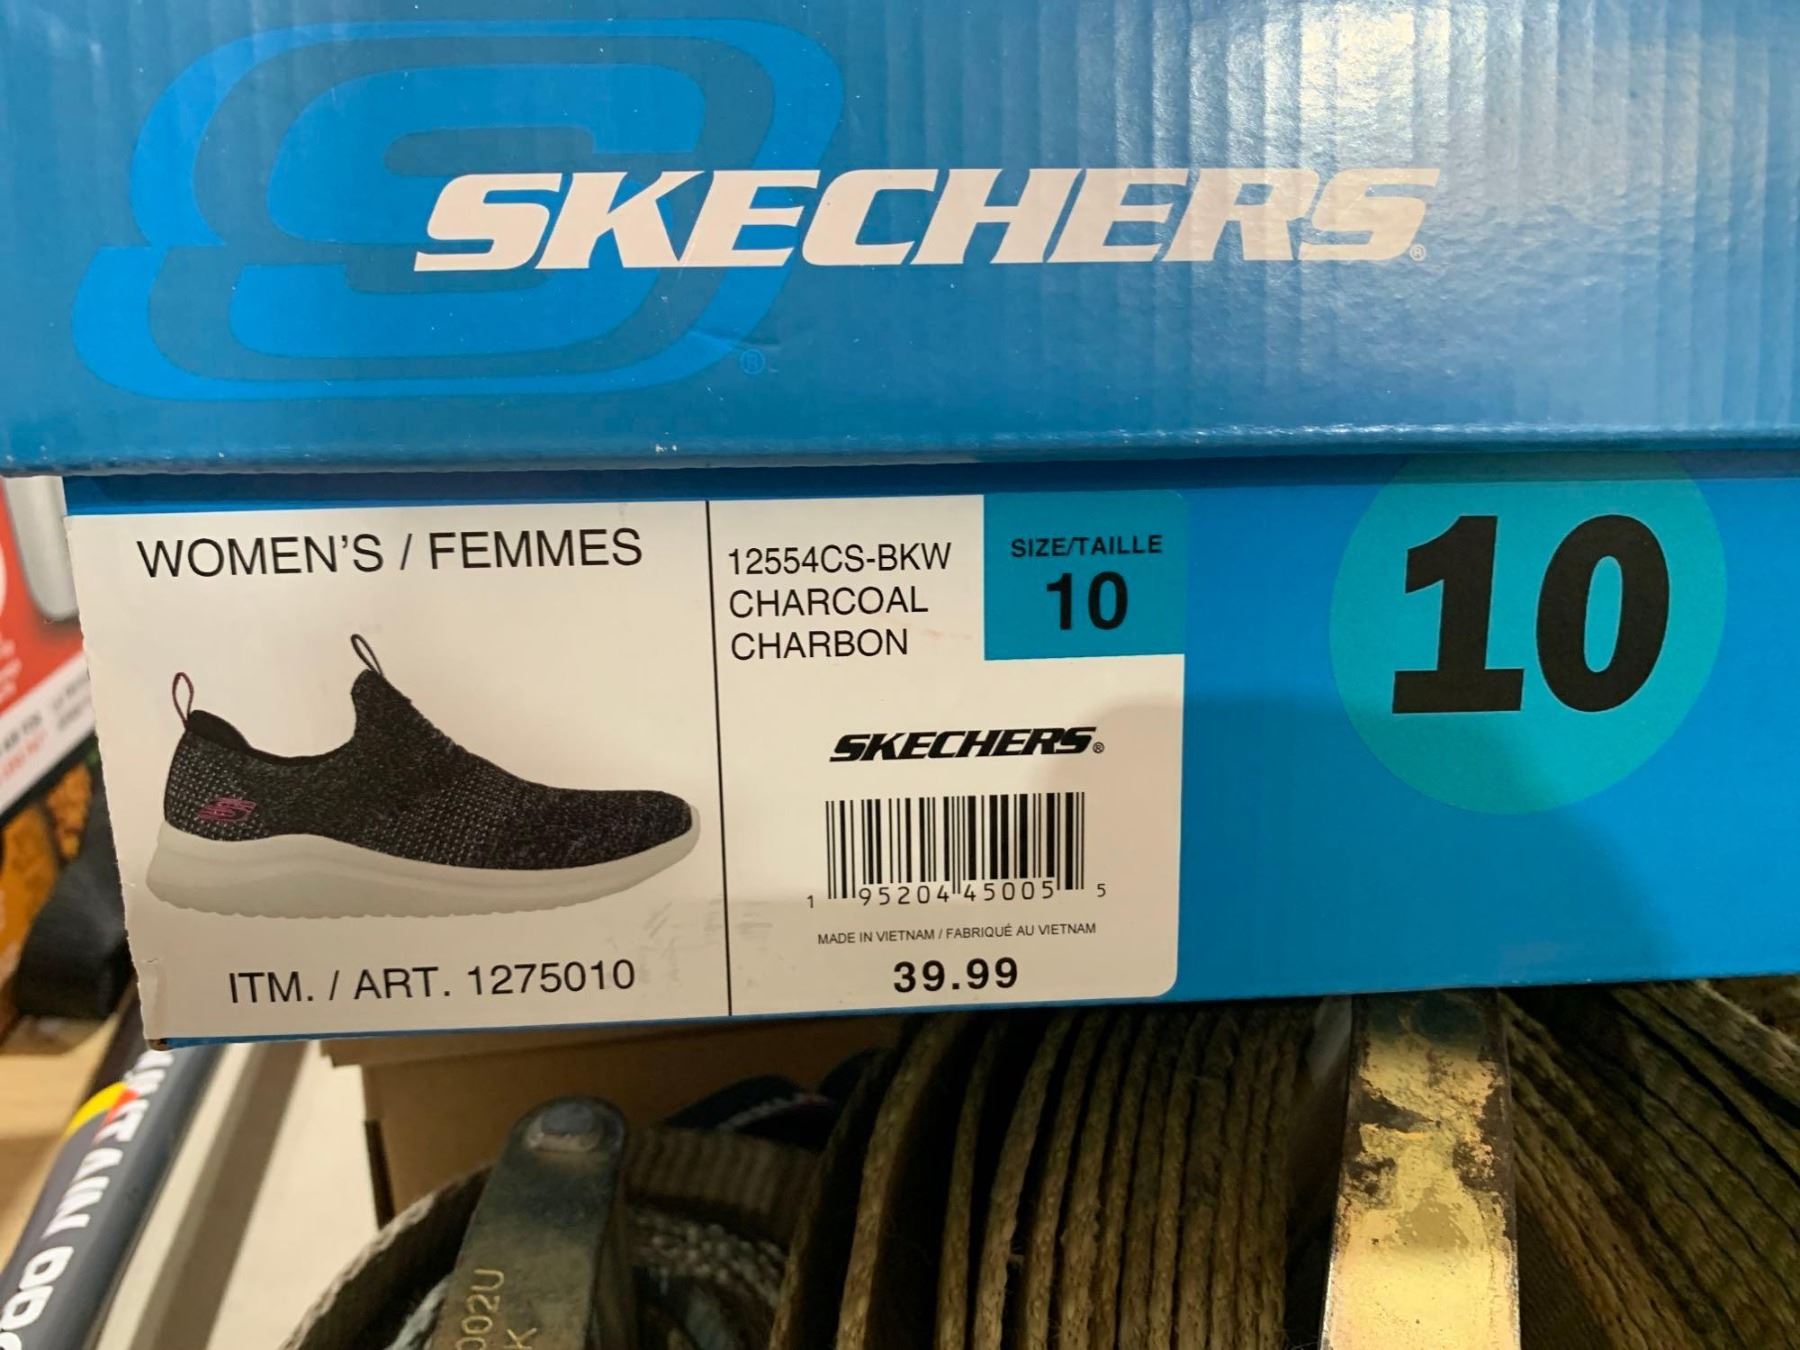 SKECHERS®
®
WOMEN'S / FEMMES
12554CS-BKW
CHARCOAL
CHARBON
SIZE/TAILLE
10
10
SKECHERS®
1 95204 45005 5
MADE IN VIETNAM / FABRIQUÉ AU VIETNAM
39.99
ITM. / ART. 1275010
002U
K